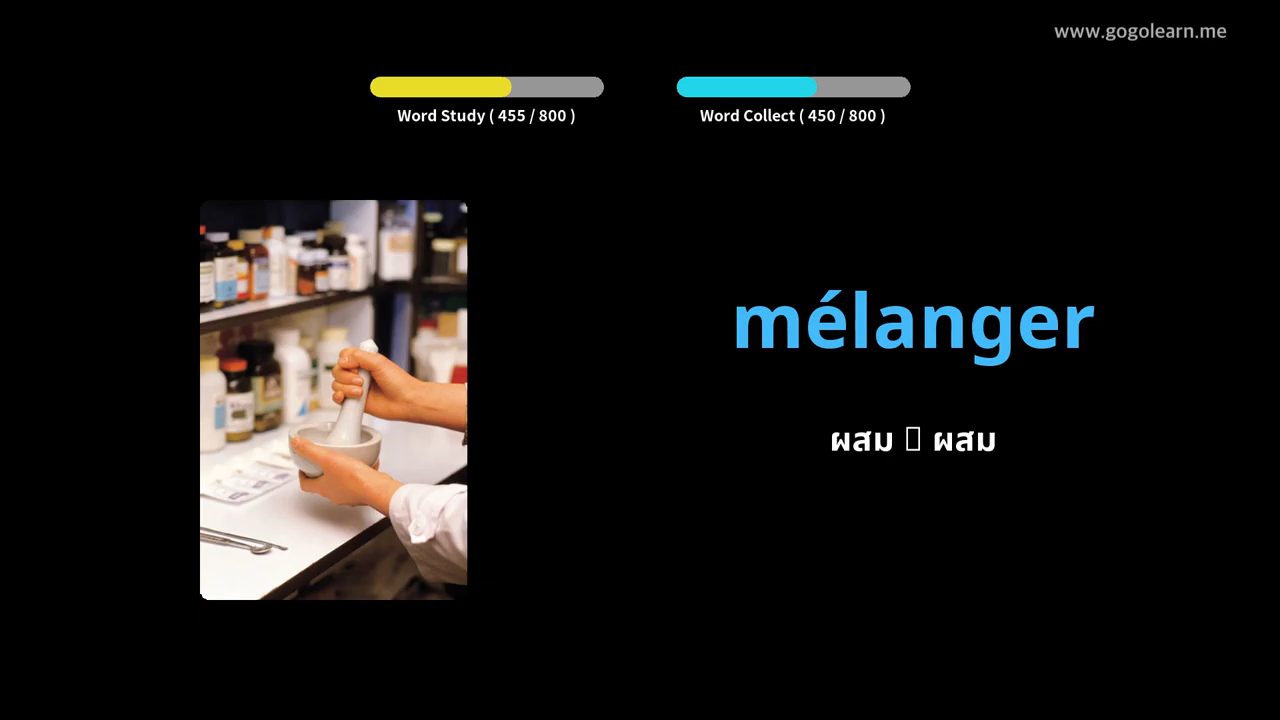 www.gogolearn.me
Word Study ( 455 / 800 )
Word Collect ( 450 / 800 )
mélanger
ผสม ผสม